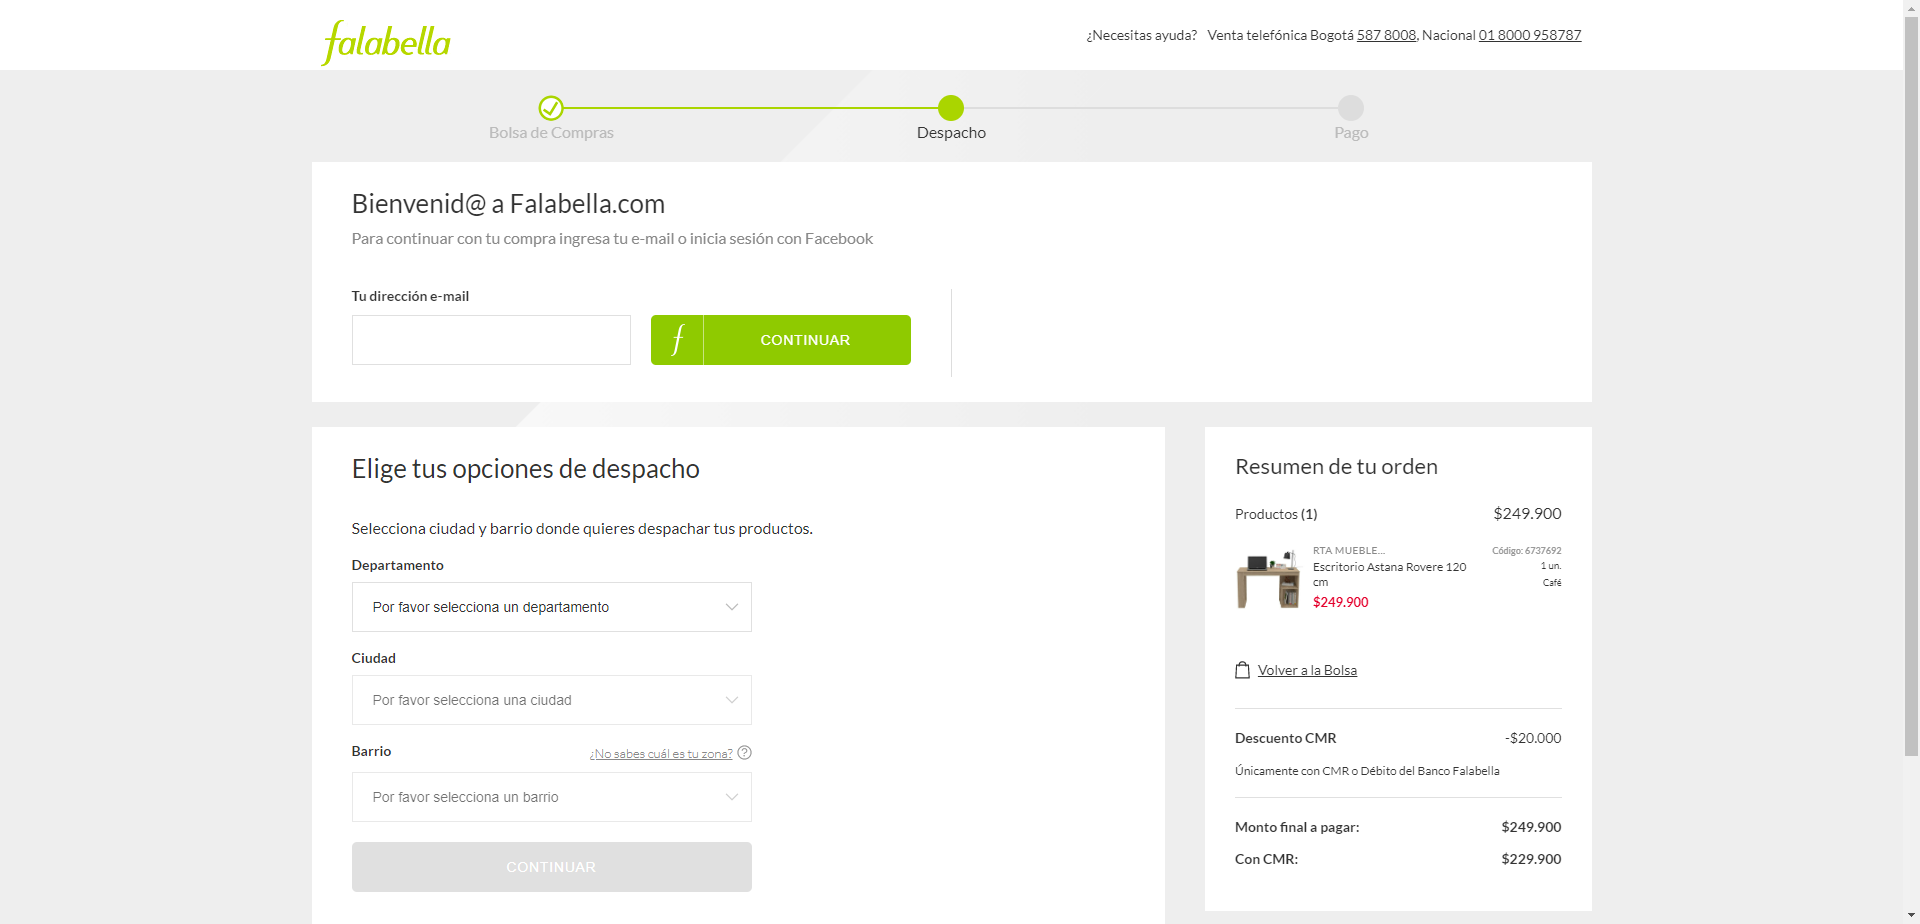 falabella
¿Necesitas ayuda? Venta telefónica Bogotá 587 8008, Nacional 01 8000 958787
Bolsa de Compras
Despacho
Pago
Bienvenid@ a Falabella.com
Para continuar con tu compra ingresa tu e-mail o inicia sesión con Facebook
Tu dirección e-mail
f CONTINUAR
Elige tus opciones de despacho
Selecciona ciudad y barrio donde quieres despachar tus productos.
Departamento
Por favor selecciona un departamento
Ciudad
Por favor selecciona una ciudad
Barrio ¿No sabes cuál es tu zona? ?
Por favor selecciona un barrio
CONTINUAR
Resumen de tu orden
Productos (1) $249.900
RTA MUEBLE... Código: 6737692
Escritorio Astana Rovere 120 1 un.
cm Café
$249.900
Volver a la Bolsa
Descuento CMR -$20.000
Únicamente con CMR o Débito del Banco Falabella
Monto final a pagar: $249.900
Con CMR: $229.900